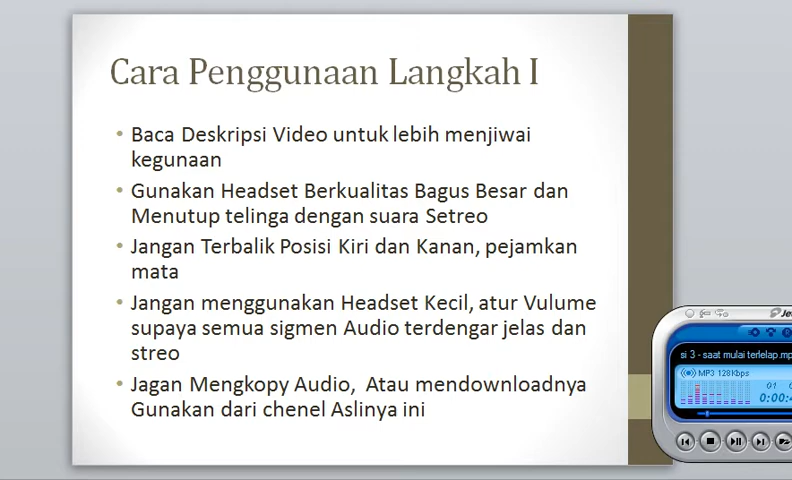 Cara Penggunaan Langkah I
Baca Deskripsi Video untuk lebih menjiwai
kegunaan
Gunakan Headset Berkualitas Bagus Besar dan
Menutup telinga dengan suara Setreo
Jangan Terbalik Posisi Kiri dan Kanan, pejamkan
mata
Jangan menggunakan Headset Kecil, atur Vulume
supaya semua sigmen Audio terdengar jelas dan
streo
Jagan Mengkopy Audio, Atau mendownloadnya
Gunakan dari chenel Aslinya ini
si 3 - saat mulai terlelap.mp
MP3 128Kbps
01